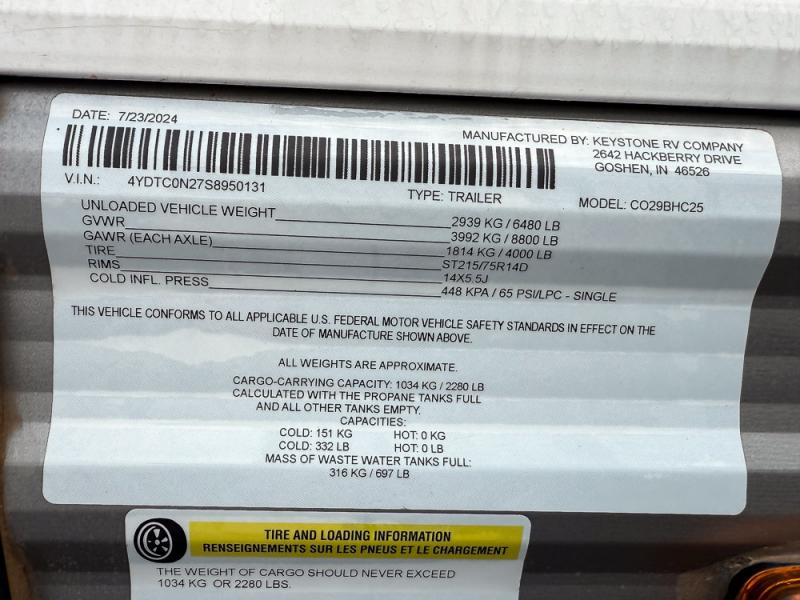 DATE: 7/23/2024
MANUFACTURED BY: KEYSTONE RV COMPANY
2642 HACKBERRY DRIVE
GOSHEN, IN 46526
V.I.N.: 4YDTC0N27S8950131
TYPE: TRAILER
MODEL: CO29BHC25
UNLOADED VEHICLE WEIGHT 2939 KG / 6480 LB
GVWR 3992 KG / 8800 LB
GAWR (EACH AXLE) 1814 KG / 4000 LB
TIRE ST215/75R14D
RIMS 14X5.5J
COLD INFL. PRESS 448 KPA / 65 PSI/LPC - SINGLE
THIS VEHICLE CONFORMS TO ALL APPLICABLE U.S. FEDERAL MOTOR VEHICLE SAFETY STANDARDS IN EFFECT ON THE
DATE OF MANUFACTURE SHOWN ABOVE.
ALL WEIGHTS ARE APPROXIMATE.
CARGO-CARRYING CAPACITY: 1034 KG / 2280 LB
CALCULATED WITH THE PROPANE TANKS FULL
AND ALL OTHER TANKS EMPTY.
CAPACITIES:
COLD: 151 KG HOT: 0 KG
COLD: 332 LB HOT: 0 LB
MASS OF WASTE WATER TANKS FULL:
316 KG / 697 LB
TIRE AND LOADING INFORMATION
RENSEIGNEMENTS SUR LES PNEUS ET LE CHARGEMENT
THE WEIGHT OF CARGO SHOULD NEVER EXCEED
1034 KG OR 2280 LBS.